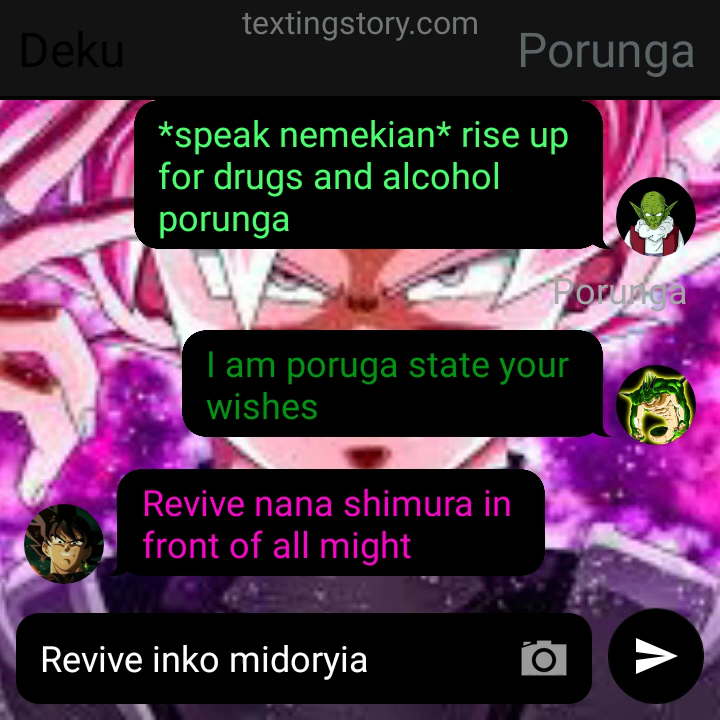 textingstory.com
Deku
Porunga
*speak nemekian* rise up
for drugs and alcohol
porunga
Porunga
I am poruga state your
wishes
Revive nana shimura in
front of all might
Revive inko midoryia